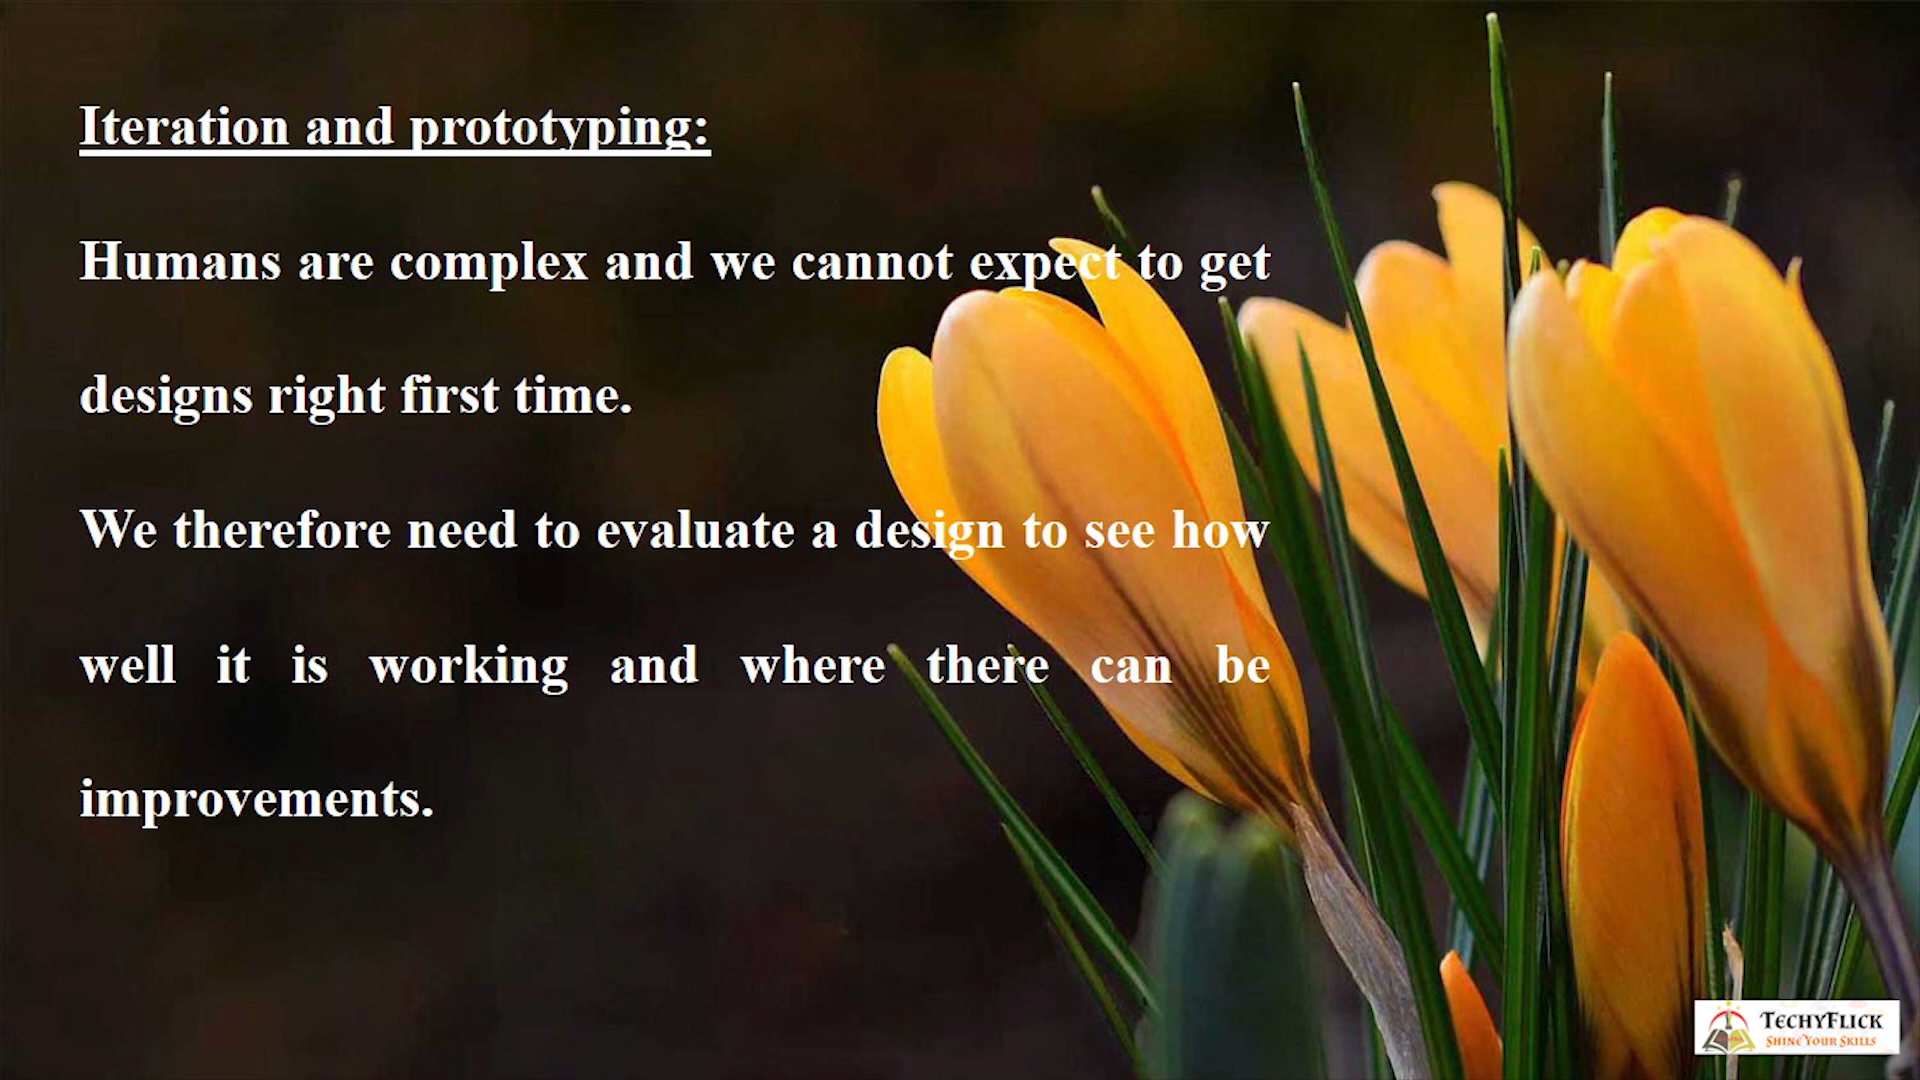 Iteration and prototyping:
Humans are complex and we cannot expect to get
designs right first time.
We therefore need to evaluate a design to see how
well it is working and where there can be
improvements.
TECHYFLICK
SHINE YOUR SKILLS